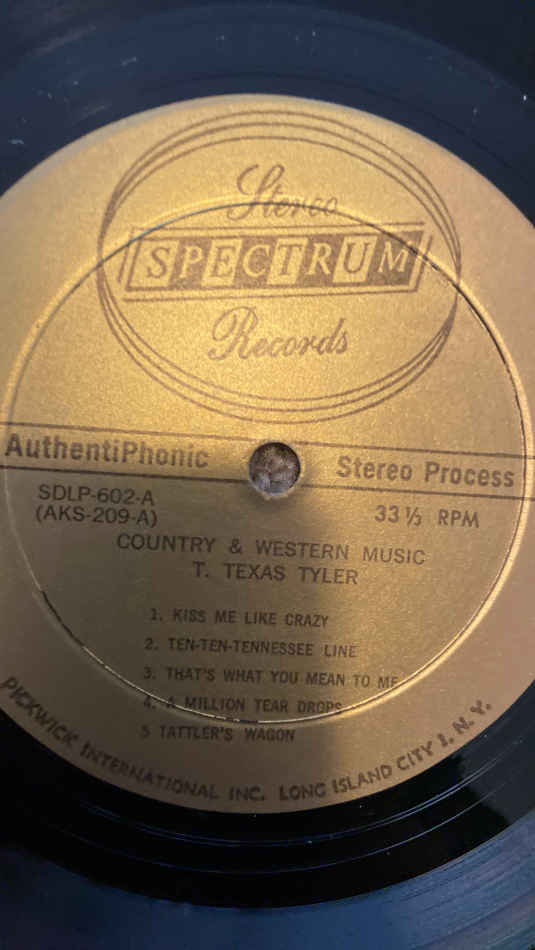 Stereo
SPECTRUM
Records
AuthentiPhonic
Stereo Process
SDLP-602-A
(AKS-209-A)
33 ⅓ RPM
COUNTRY & WESTERN MUSIC
T. TEXAS TYLER
1. KISS ME LIKE CRAZY
2. TEN-TEN-TENNESSEE LINE
3. THAT'S WHAT YOU MEAN TO ME
4. A MILLION TEAR DROPS
5 TATTLER'S WAGON
PICKWICK INTERNATIONAL INC. LONG ISLAND CITY 1, N. Y.